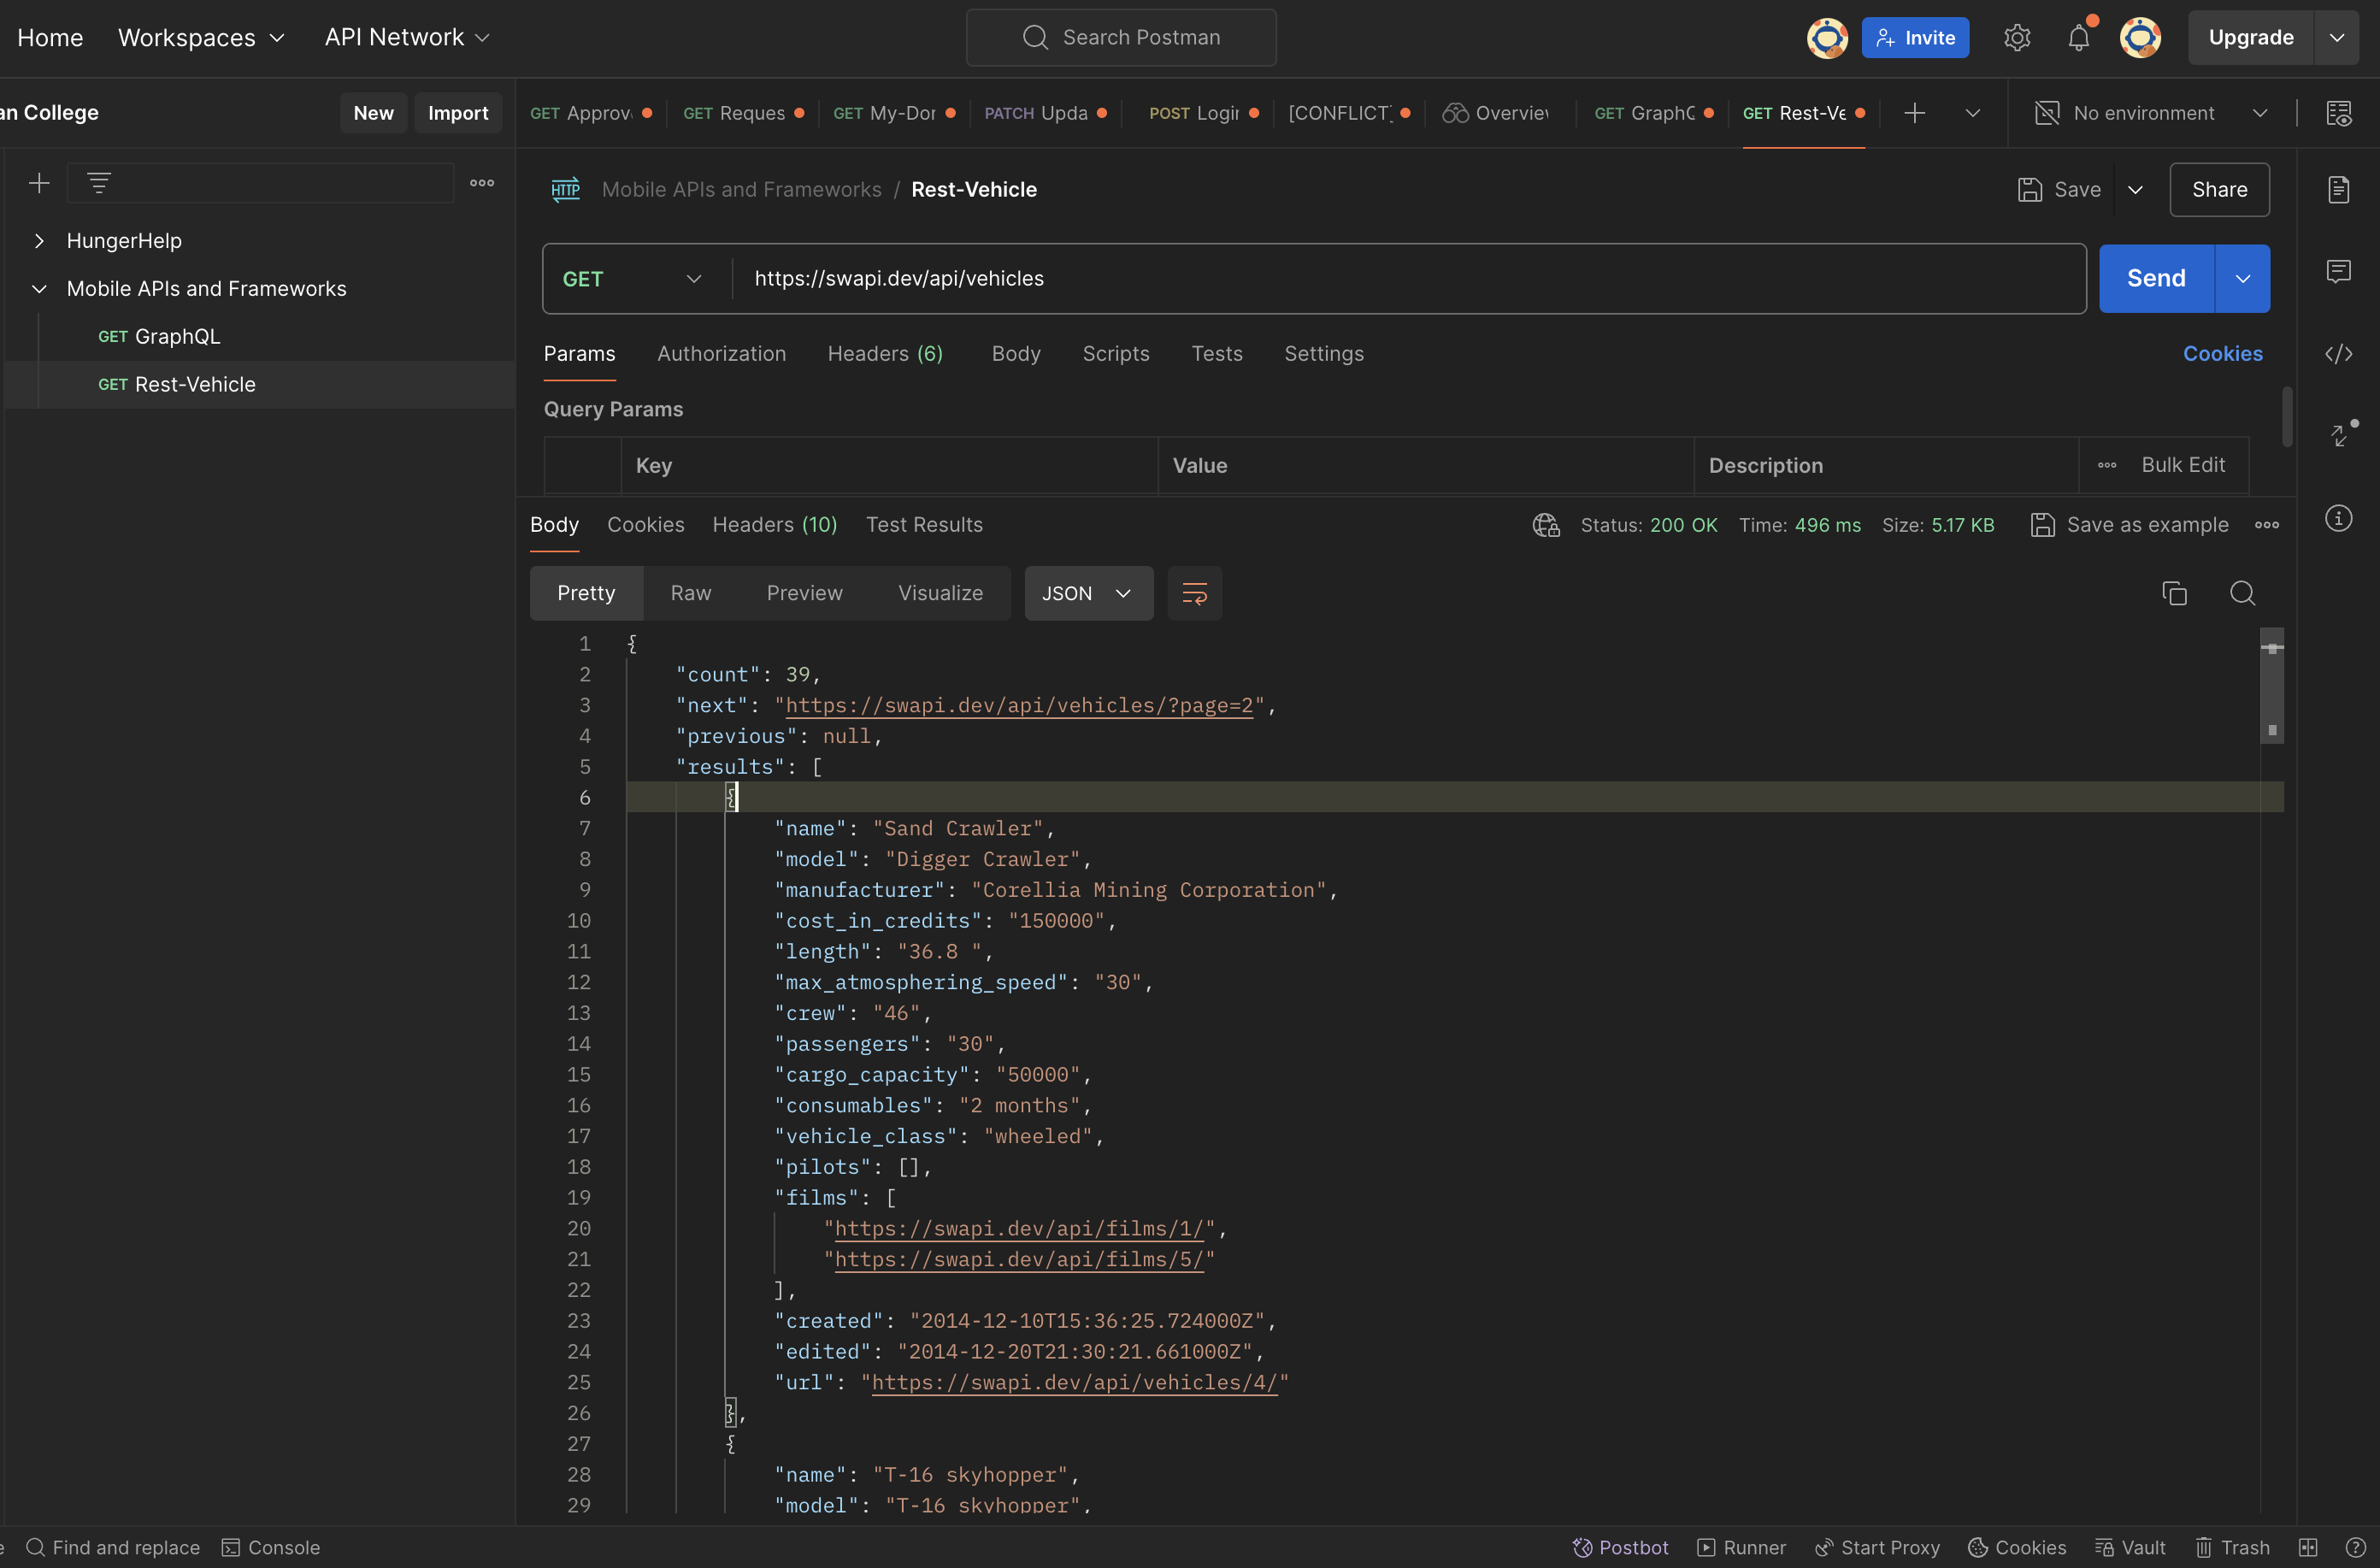 Home Workspaces API Network Search Postman Invite Upgrade
an College New Import GET Approv GET Reques GET My-Dor PATCH Upda POST Login [CONFLICT] Overview GET GraphQ GET Rest-Ve No environment
Mobile APIs and Frameworks / Rest-Vehicle Save Share
HungerHelp
Mobile APIs and Frameworks
GET GraphQL
GET Rest-Vehicle
HTTP
GET https://swapi.dev/api/vehicles Send
Params Authorization Headers (6) Body Scripts Tests Settings Cookies
Query Params
Key Value Description Bulk Edit
Body Cookies Headers (10) Test Results Status: 200 OK Time: 496 ms Size: 5.17 KB Save as example
Pretty Raw Preview Visualize JSON
1 {
2 "count": 39,
3 "next": "https://swapi.dev/api/vehicles/?page=2",
4 "previous": null,
5 "results": [
6 {
7 "name": "Sand Crawler",
8 "model": "Digger Crawler",
9 "manufacturer": "Corellia Mining Corporation",
10 "cost_in_credits": "150000",
11 "length": "36.8 ",
12 "max_atmosphering_speed": "30",
13 "crew": "46",
14 "passengers": "30",
15 "cargo_capacity": "50000",
16 "consumables": "2 months",
17 "vehicle_class": "wheeled",
18 "pilots": [],
19 "films": [
20 "https://swapi.dev/api/films/1/",
21 "https://swapi.dev/api/films/5/"
22 ],
23 "created": "2014-12-10T15:36:25.724000Z",
24 "edited": "2014-12-20T21:30:21.661000Z",
25 "url": "https://swapi.dev/api/vehicles/4/"
26 },
27 {
28 "name": "T-16 skyhopper",
29 "model": "T-16 skyhopper",
Find and replace Console Postbot Runner Start Proxy Cookies Vault Trash